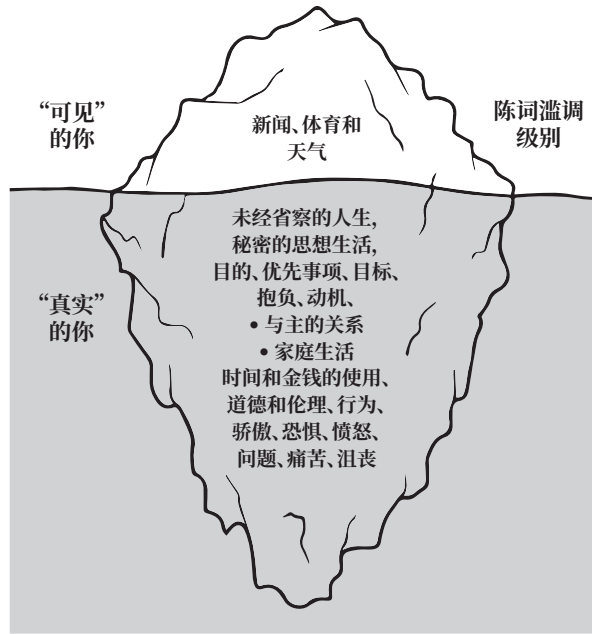 “可见”
的你
陈词滥调
级别
新闻、体育和
天气
未经省察的人生,
秘密的思想生活,
目的、优先事项、目标、
抱负、动机、
• 与主的关系
• 家庭生活
时间和金钱的使用、
道德和伦理、行为、
骄傲、恐惧、愤怒、
问题、痛苦、沮丧
“真实”
的你